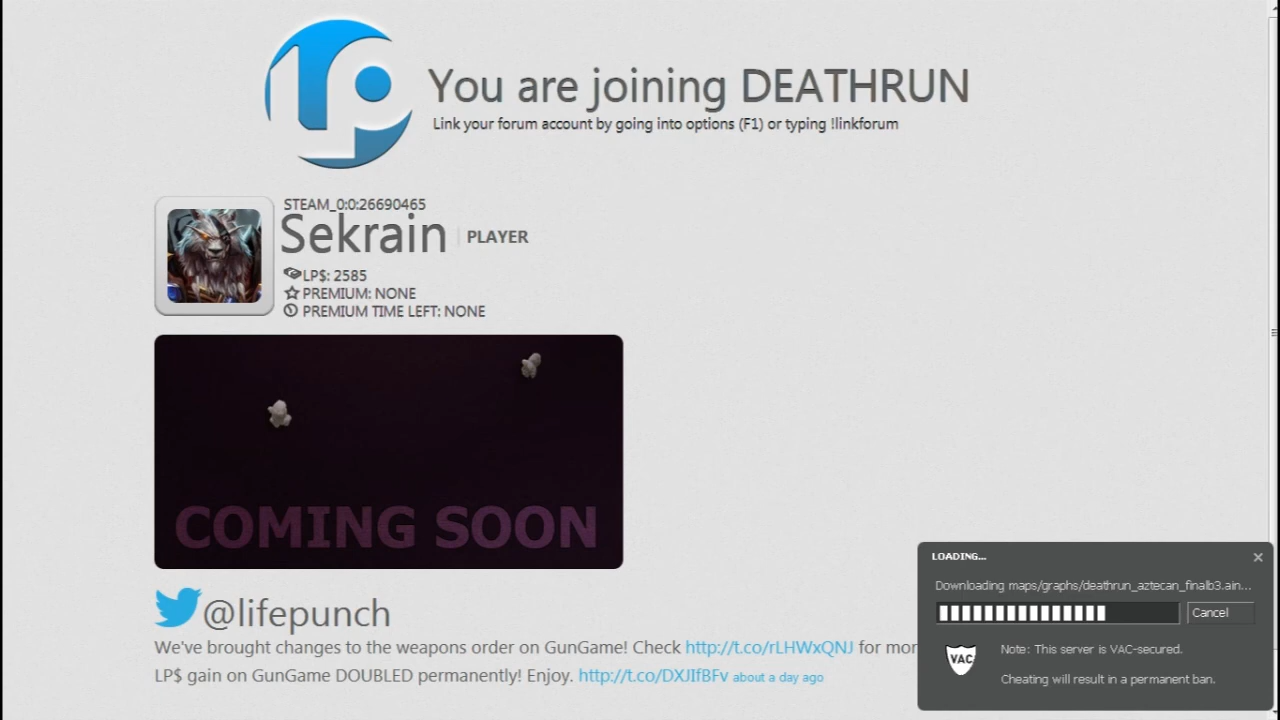 LP
You are joining DEATHRUN
Link your forum account by going into options (F1) or typing !linkforum
STEAM_0:0:26690465
Sekrain | PLAYER
LP$: 2585
PREMIUM: NONE
PREMIUM TIME LEFT: NONE
COMING SOON
@lifepunch
We've brought changes to the weapons order on GunGame! Check http://t.co/rLHWxQNJ for mor
LP$ gain on GunGame DOUBLED permanently! Enjoy. http://t.co/DXJIfBFv about a day ago
LOADING...
Downloading maps/graphs/deathrun_aztecan_finalb3.ain...
Cancel
VAC
Note: This server is VAC-secured.
Cheating will result in a permanent ban.